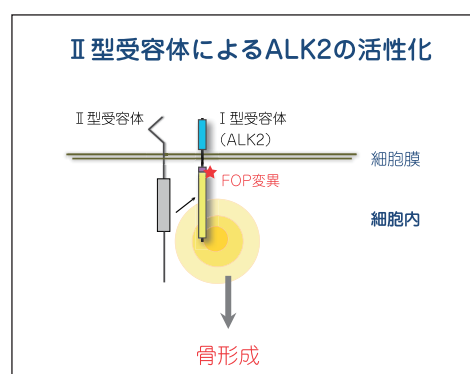 Ⅱ型受容体によるALK2の活性化
Ⅱ型受容体
Ⅰ型受容体
(ALK2)
細胞膜
FOP変異
細胞内
骨形成